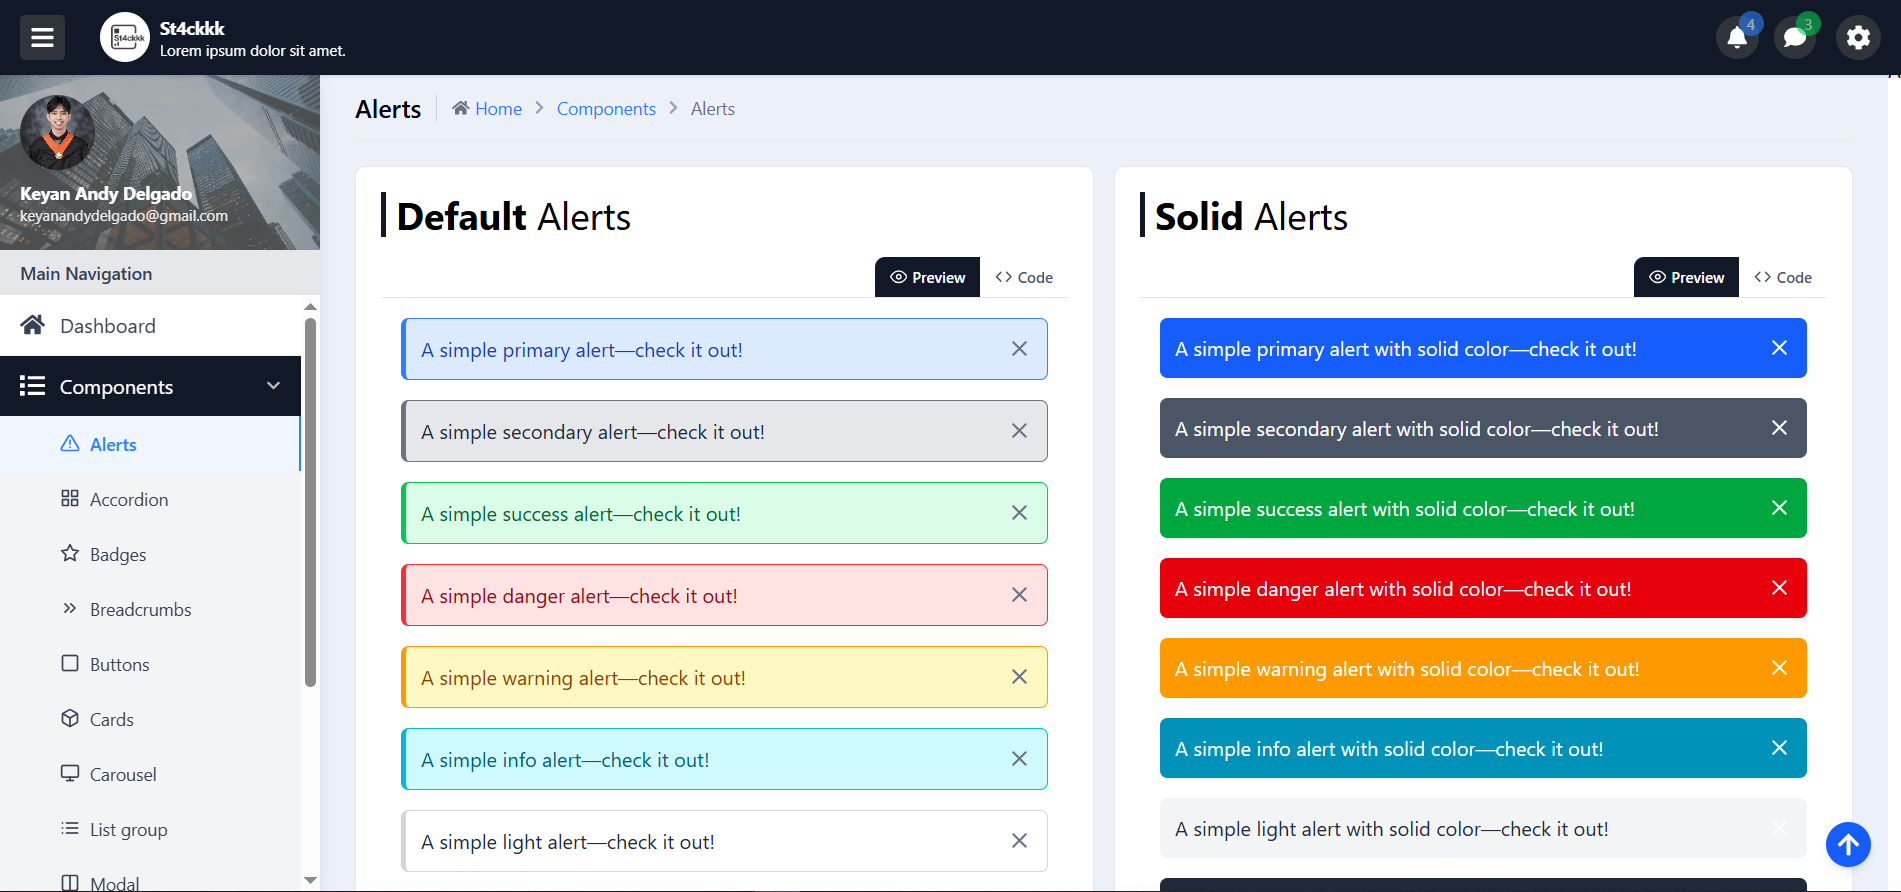 St4ckkk
Lorem ipsum dolor sit amet.
St4ckkk
4
3
Keyan Andy Delgado
keyanandydelgado@gmail.com
Main Navigation
Dashboard
Components
Alerts
Accordion
Badges
Breadcrumbs
Buttons
Cards
Carousel
List group
Modal
Alerts
Home
Components
Alerts
Default Alerts
Preview
Code
A simple primary alert—check it out!
A simple secondary alert—check it out!
A simple success alert—check it out!
A simple danger alert—check it out!
A simple warning alert—check it out!
A simple info alert—check it out!
A simple light alert—check it out!
Solid Alerts
Preview
Code
A simple primary alert with solid color—check it out!
A simple secondary alert with solid color—check it out!
A simple success alert with solid color—check it out!
A simple danger alert with solid color—check it out!
A simple warning alert with solid color—check it out!
A simple info alert with solid color—check it out!
A simple light alert with solid color—check it out!